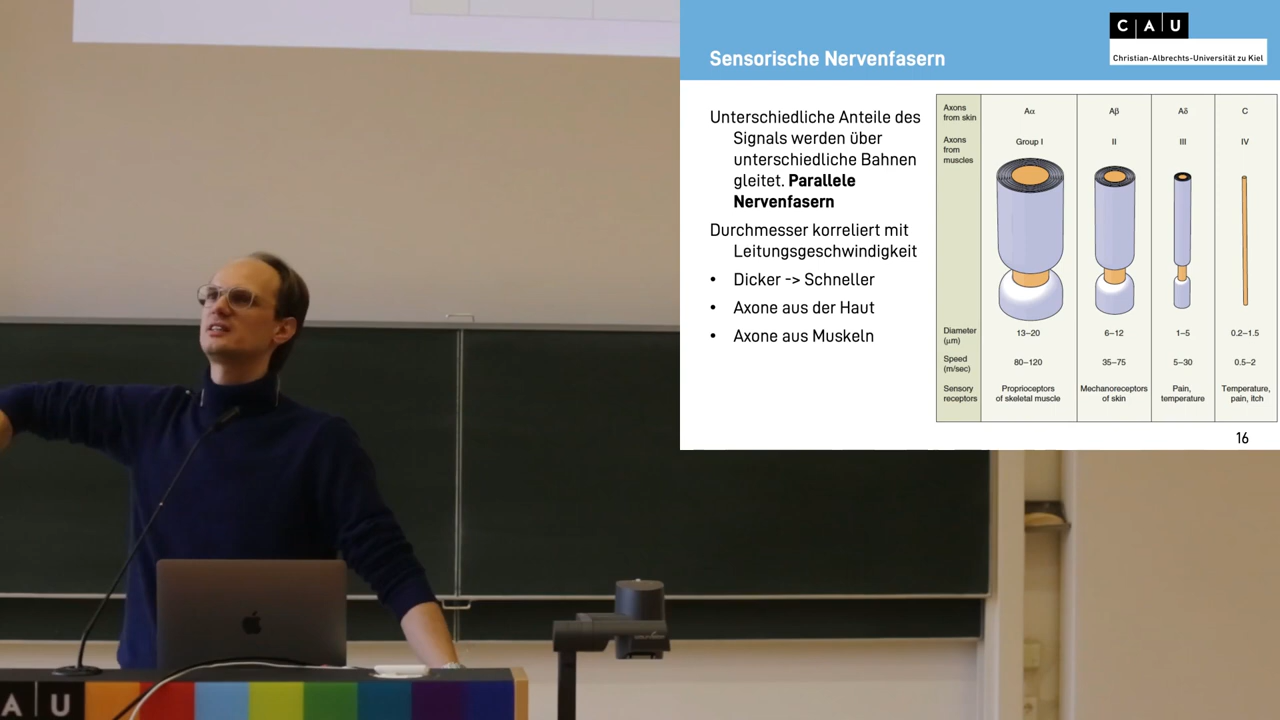 Sensorische Nervenfasern
C A U
Christian-Albrechts-Universität zu Kiel
Unterschiedliche Anteile des
Signals werden über
unterschiedliche Bahnen
gleitet. Parallele
Nervenfasern
Durchmesser korreliert mit
Leitungsgeschwindigkeit
• Dicker -> Schneller
• Axone aus der Haut
• Axone aus Muskeln
Axons
from skin
Aα Aβ Aδ C
Axons
from
muscles
Group I II III IV
Diameter
(μm)
13–20 6–12 1–5 0.2–1.5
Speed
(m/sec)
80–120 35–75 5–30 0.5–2
Sensory
receptors
Proprioceptors
of skeletal muscle
Mechanoreceptors
of skin
Pain,
temperature
Temperature,
pain, itch
16
A U